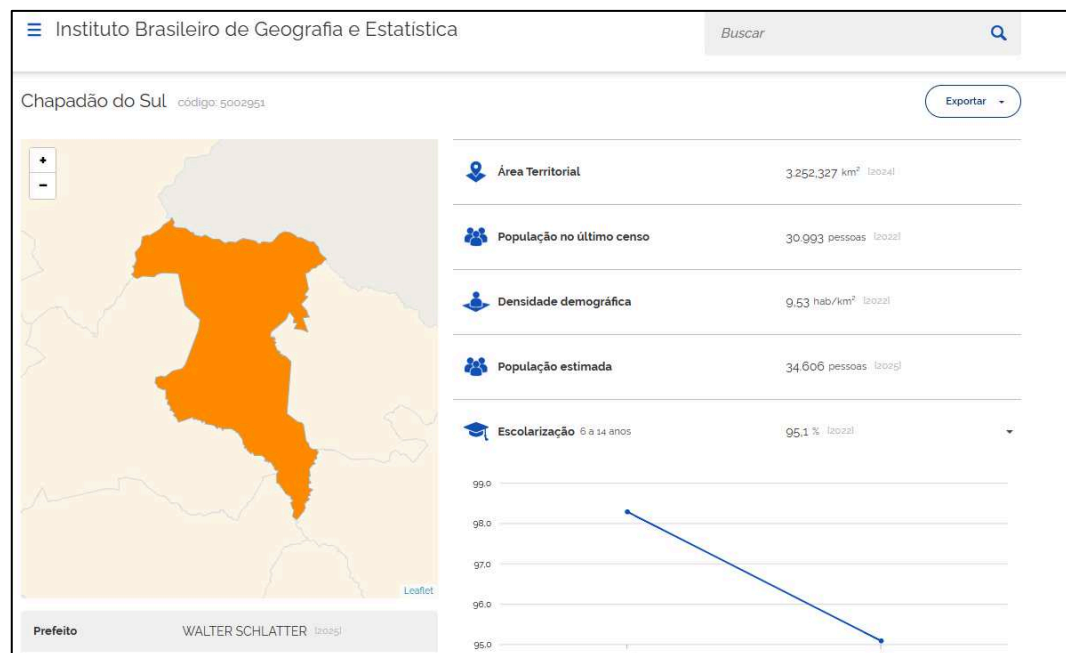 Instituto Brasileiro de Geografia e Estatística
Buscar
Chapadão do Sul código: 5002951
Exportar
+
−
Área Territorial 3.252,327 km² [2024]
População no último censo 30.993 pessoas [2022]
Densidade demográfica 9,53 hab/km² [2022]
População estimada 34.606 pessoas [2025]
Escolarização 6 a 14 anos 95,1 % [2022]
99.0
98.0
97.0
96.0
95.0
Leaflet
Prefeito WALTER SCHLATTER [2025]